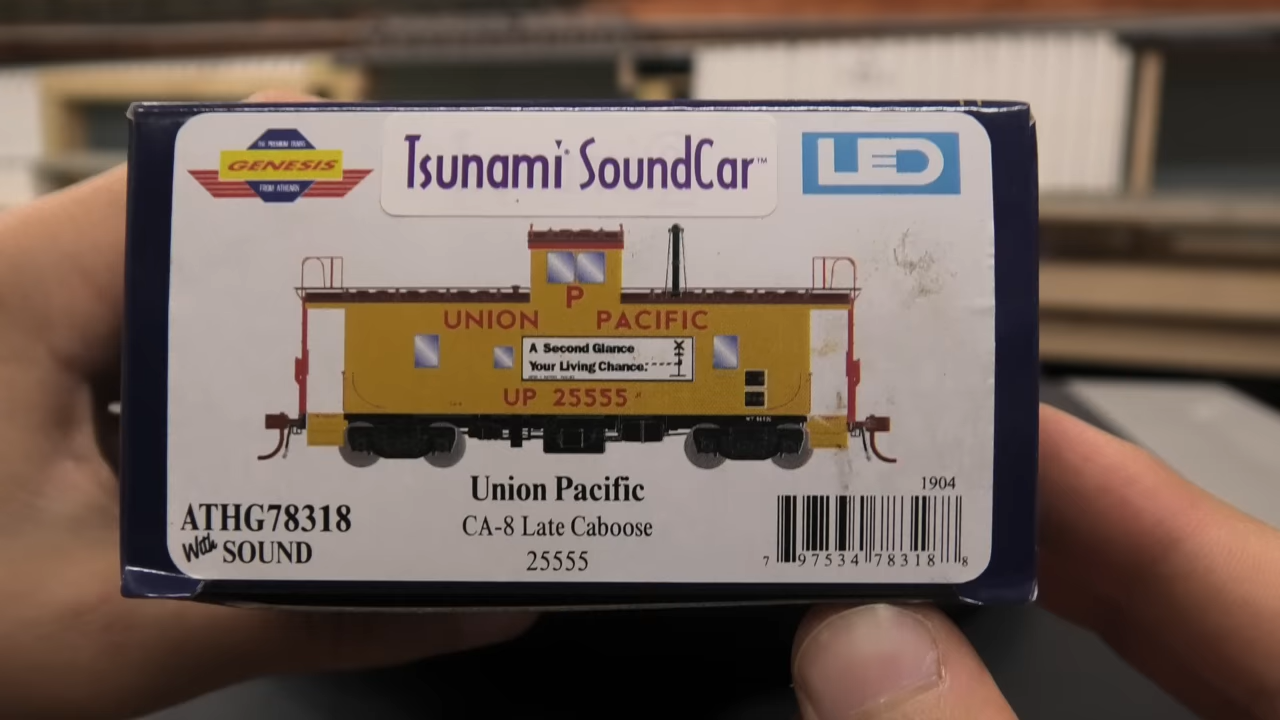 THE PREMIUM TRAINS
GENESIS
FROM ATHEARN
Tsunami® SoundCar™
LED
P
UNION PACIFIC
A Second Glance
Your Living Chance.
UP 25555
Union Pacific
CA-8 Late Caboose
25555
ATHG78318
With SOUND
1904
7 97534 78318 8